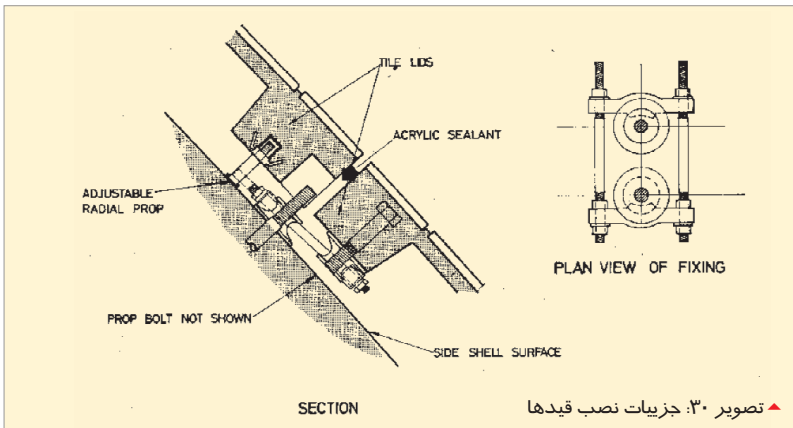 TILE LIDS
ACRYLIC SEALANT
ADJUSTABLE
RADIAL PROP
PLAN VIEW OF FIXING
PROP BOLT NOT SHOWN
SIDE SHELL SURFACE
SECTION
تصویر ۳۰: جزییات نصب قیدها